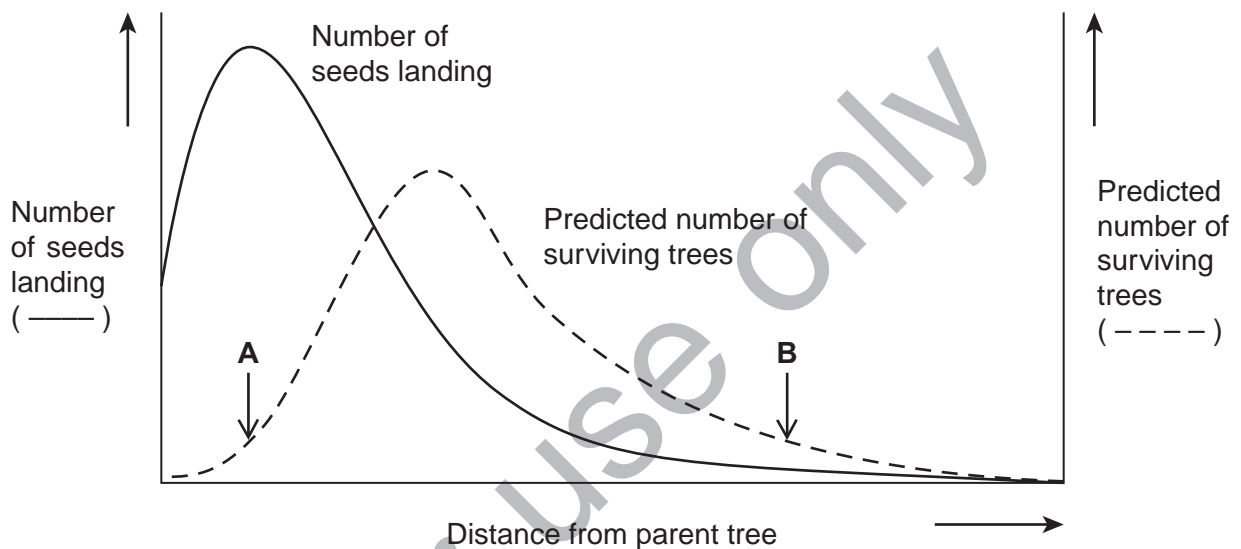 Number of
seeds landing
Number
of seeds
landing
( —— )
Predicted number of
surviving trees
Predicted
number of
surviving
trees
( – – – – )
A
B
Distance from parent tree
use only